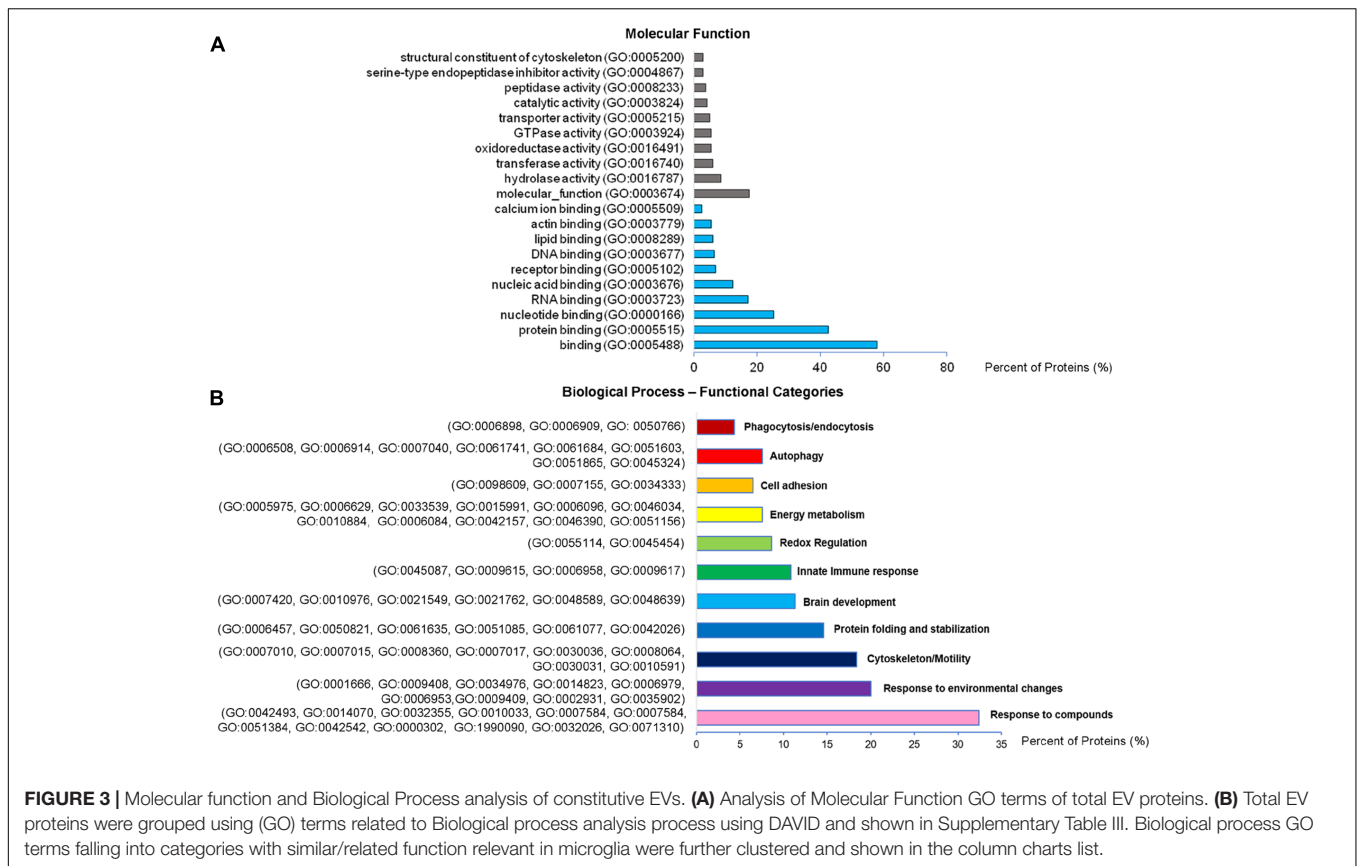 A
Molecular Function
structural constituent of cytoskeleton (GO:0005200)
serine-type endopeptidase inhibitor activity (GO:0004867)
peptidase activity (GO:0008233)
catalytic activity (GO:0003824)
transporter activity (GO:0005215)
GTPase activity (GO:0003924)
oxidoreductase activity (GO:0016491)
transferase activity (GO:0016740)
hydrolase activity (GO:0016787)
molecular_function (GO:0003674)
calcium ion binding (GO:0005509)
actin binding (GO:0003779)
lipid binding (GO:0008289)
DNA binding (GO:0003677)
receptor binding (GO:0005102)
nucleic acid binding (GO:0003676)
RNA binding (GO:0003723)
nucleotide binding (GO:0000166)
protein binding (GO:0005515)
binding (GO:0005488)
0 20 40 60 80 Percent of Proteins (%)
B
Biological Process – Functional Categories
(GO:0006898, GO:0006909, GO: 0050766) Phagocytosis/endocytosis
(GO:0006508, GO:0006914, GO:0007040, GO:0061741, GO:0061684, GO:0051603,
GO:0051865, GO:0045324) Autophagy
(GO:0098609, GO:0007155, GO:0034333) Cell adhesion
(GO:0005975, GO:0006629, GO:0033539, GO:0015991, GO:0006096, GO:0046034,
GO:0010884, GO:0006084, GO:0042157, GO:0046390, GO:0051156) Energy metabolism
(GO:0055114, GO:0045454) Redox Regulation
(GO:0045087, GO:0009615, GO:0006958, GO:0009617) Innate Immune response
(GO:0007420, GO:0010976, GO:0021549, GO:0021762, GO:0048589, GO:0048639) Brain development
(GO:0006457, GO:0050821, GO:0061635, GO:0051085, GO:0061077, GO:0042026) Protein folding and stabilization
(GO:0007010, GO:0007015, GO:0008360, GO:0007017, GO:0030036, GO:0008064,
GO:0030031, GO:0010591) Cytoskeleton/Motility
(GO:0001666, GO:0009408, GO:0034976, GO:0014823, GO:0006979,
GO:0006953,GO:0009409, GO:0002931, GO:0035902) Response to environmental changes
(GO:0042493, GO:0014070, GO:0032355, GO:0010033, GO:0007584, GO:0007584,
GO:0051384, GO:0042542, GO:0000302, GO:1990090, GO:0032026, GO:0071310) Response to compounds
0 5 10 15 20 25 30 35 Percent of Proteins (%)
FIGURE 3 | Molecular function and Biological Process analysis of constitutive EVs. (A) Analysis of Molecular Function GO terms of total EV proteins. (B) Total EV
proteins were grouped using (GO) terms related to Biological process analysis process using DAVID and shown in Supplementary Table III. Biological process GO
terms falling into categories with similar/related function relevant in microglia were further clustered and shown in the column charts list.